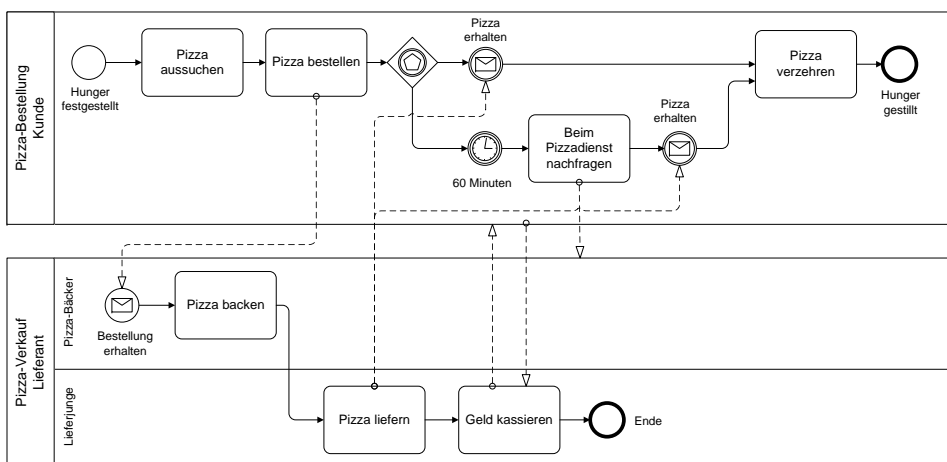 Pizza-Bestellung
Kunde
Hunger
festgestellt
Pizza
aussuchen
Pizza bestellen
Pizza
erhalten
60 Minuten
Beim
Pizzadienst
nachfragen
Pizza
erhalten
Pizza
verzehren
Hunger
gestillt
Pizza-Verkauf
Lieferant
Pizza-Bäcker
Bestellung
erhalten
Pizza backen
Lieferjunge
Pizza liefern
Geld kassieren
Ende